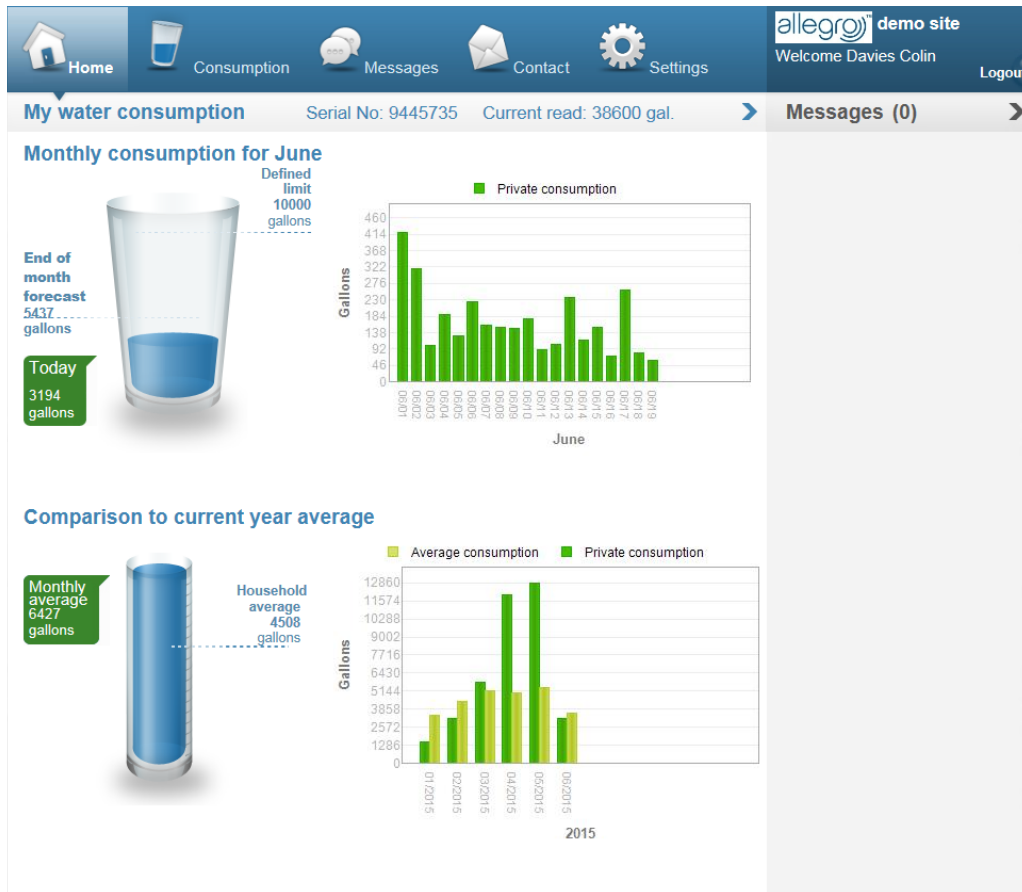 Home
Consumption
Messages
Contact
Settings
allegro demo site
Welcome Davies Colin
Logout
My water consumption
Serial No: 9445735
Current read: 38600 gal.
Messages (0)
Monthly consumption for June
Defined
limit
10000
gallons
End of
month
forecast
5437
gallons
Today
3194
gallons
Private consumption
Gallons
460
414
368
322
276
230
184
138
92
46
0
06/01
06/02
06/03
06/04
06/05
06/06
06/07
06/08
06/09
06/10
06/11
06/12
06/13
06/14
06/15
06/16
06/17
06/18
06/19
June
Comparison to current year average
Monthly
average
6427
gallons
Household
average
4508
gallons
Average consumption
Private consumption
Gallons
12860
11574
10288
9002
7716
6430
5144
3858
2572
1286
0
01/2015
02/2015
03/2015
04/2015
05/2015
06/2015
2015